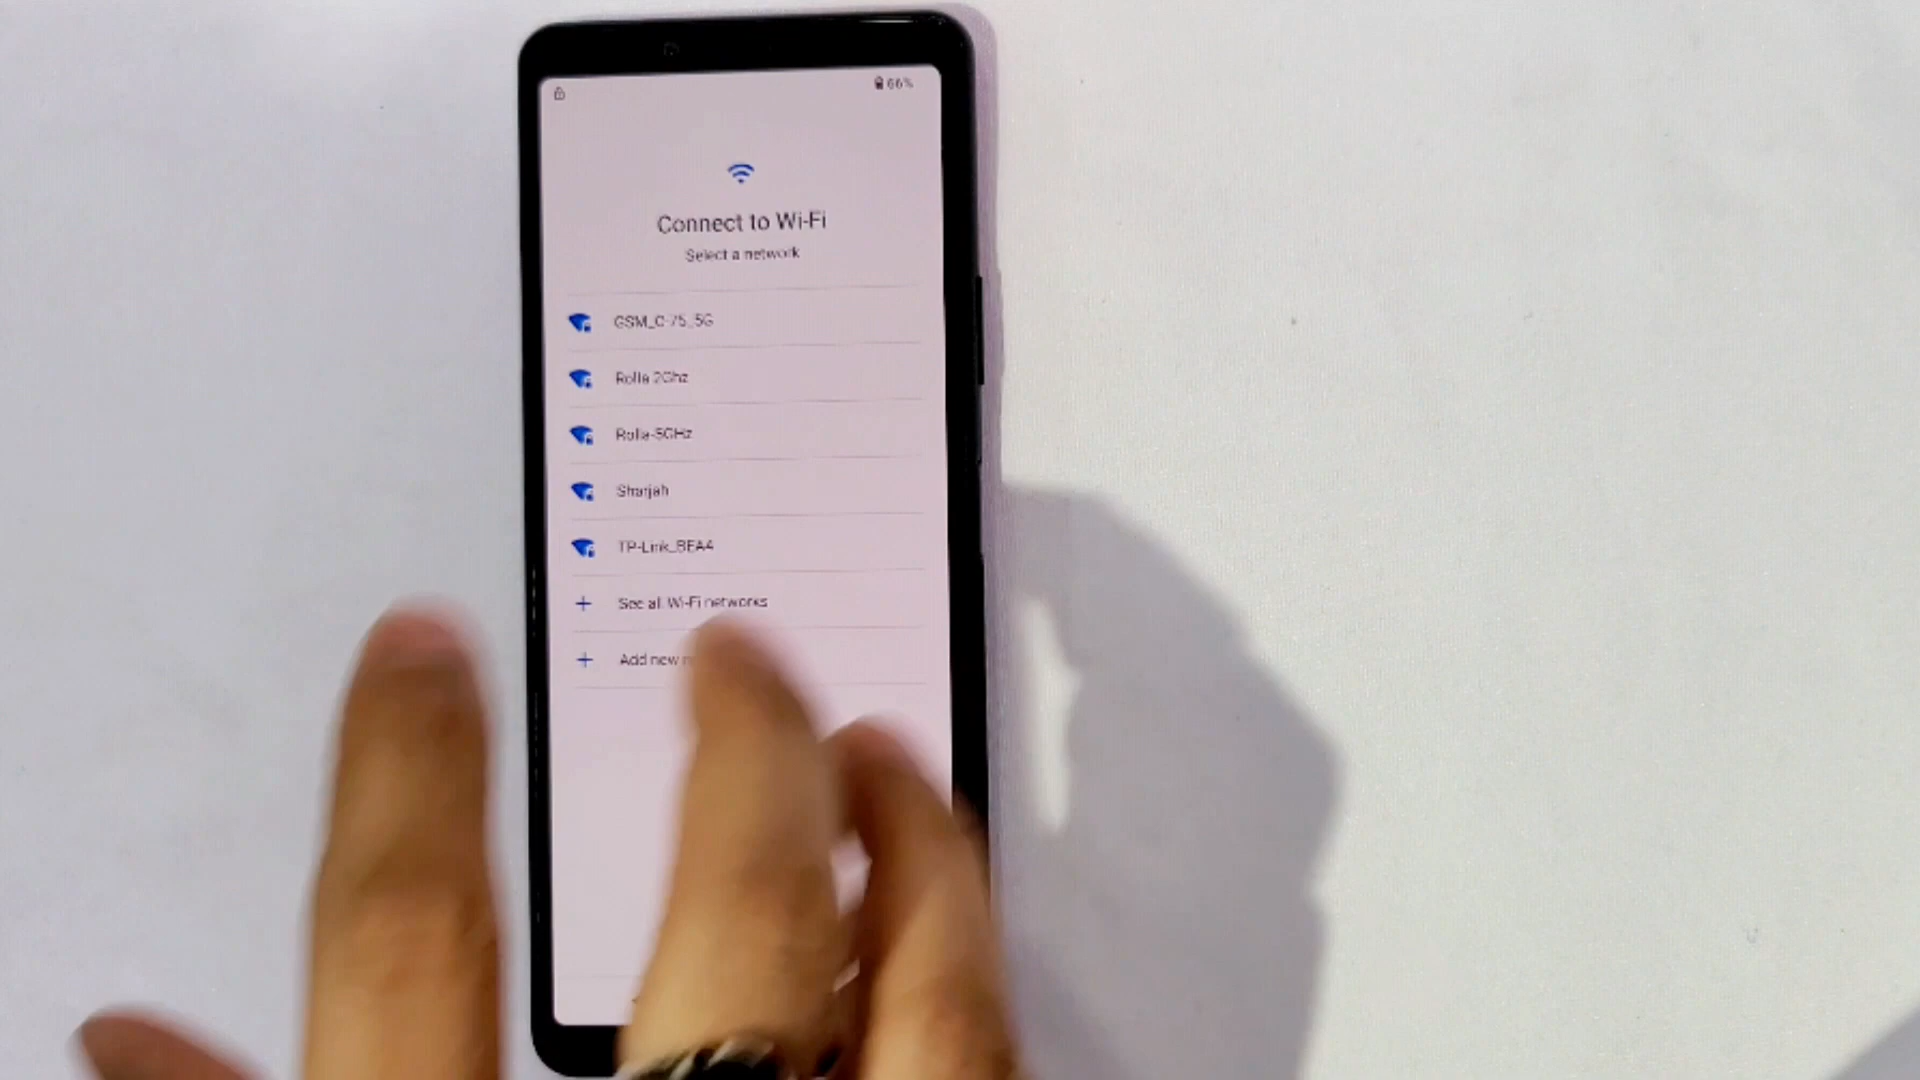 66%
Connect to Wi-Fi
Select a network
GSM_C-75_5G
Rolla 2Ghz
Rolla-5GHz
Sharjah
TP-Link_BEA4
See all Wi-Fi networks
Add new